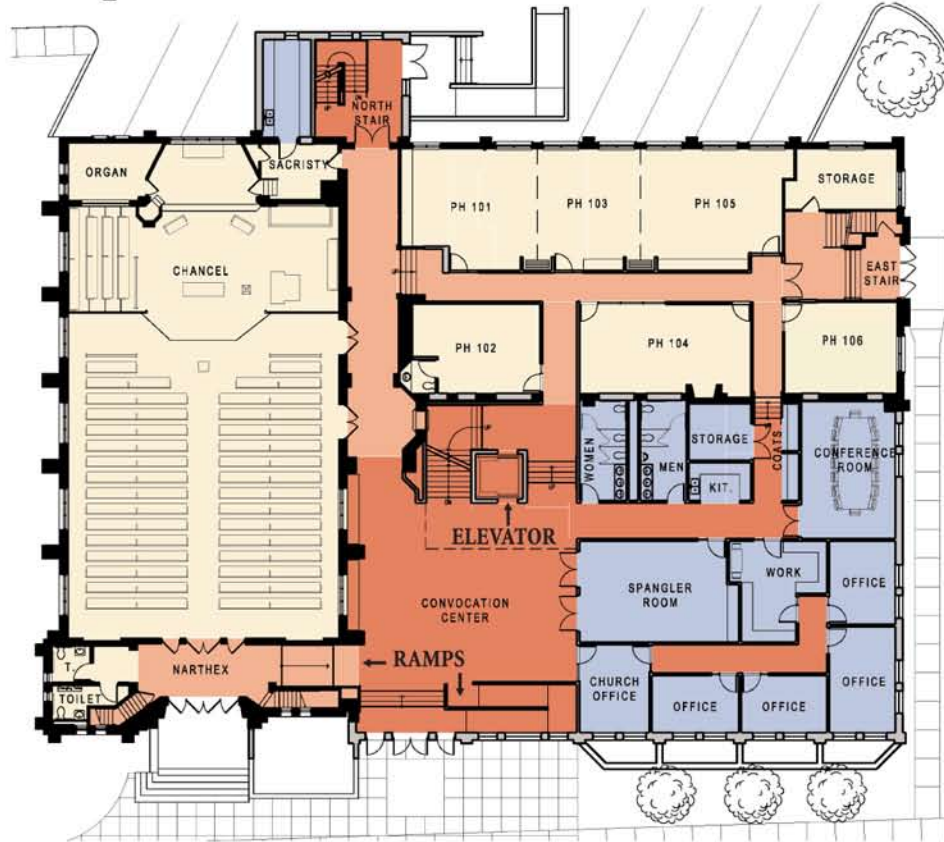 NORTH
STAIR
ORGAN
SACRISTY
STORAGE
PH 101
PH 103
PH 105
CHANCEL
EAST
STAIR
PH 102
PH 104
PH 106
WOMEN
MEN
STORAGE
COATS
CONFERENCE
ROOM
KIT.
ELEVATOR
WORK
OFFICE
SPANGLER
ROOM
CONVOCATION
CENTER
RAMPS
T.
NARTHEX
TOILET
CHURCH
OFFICE
OFFICE
OFFICE
OFFICE